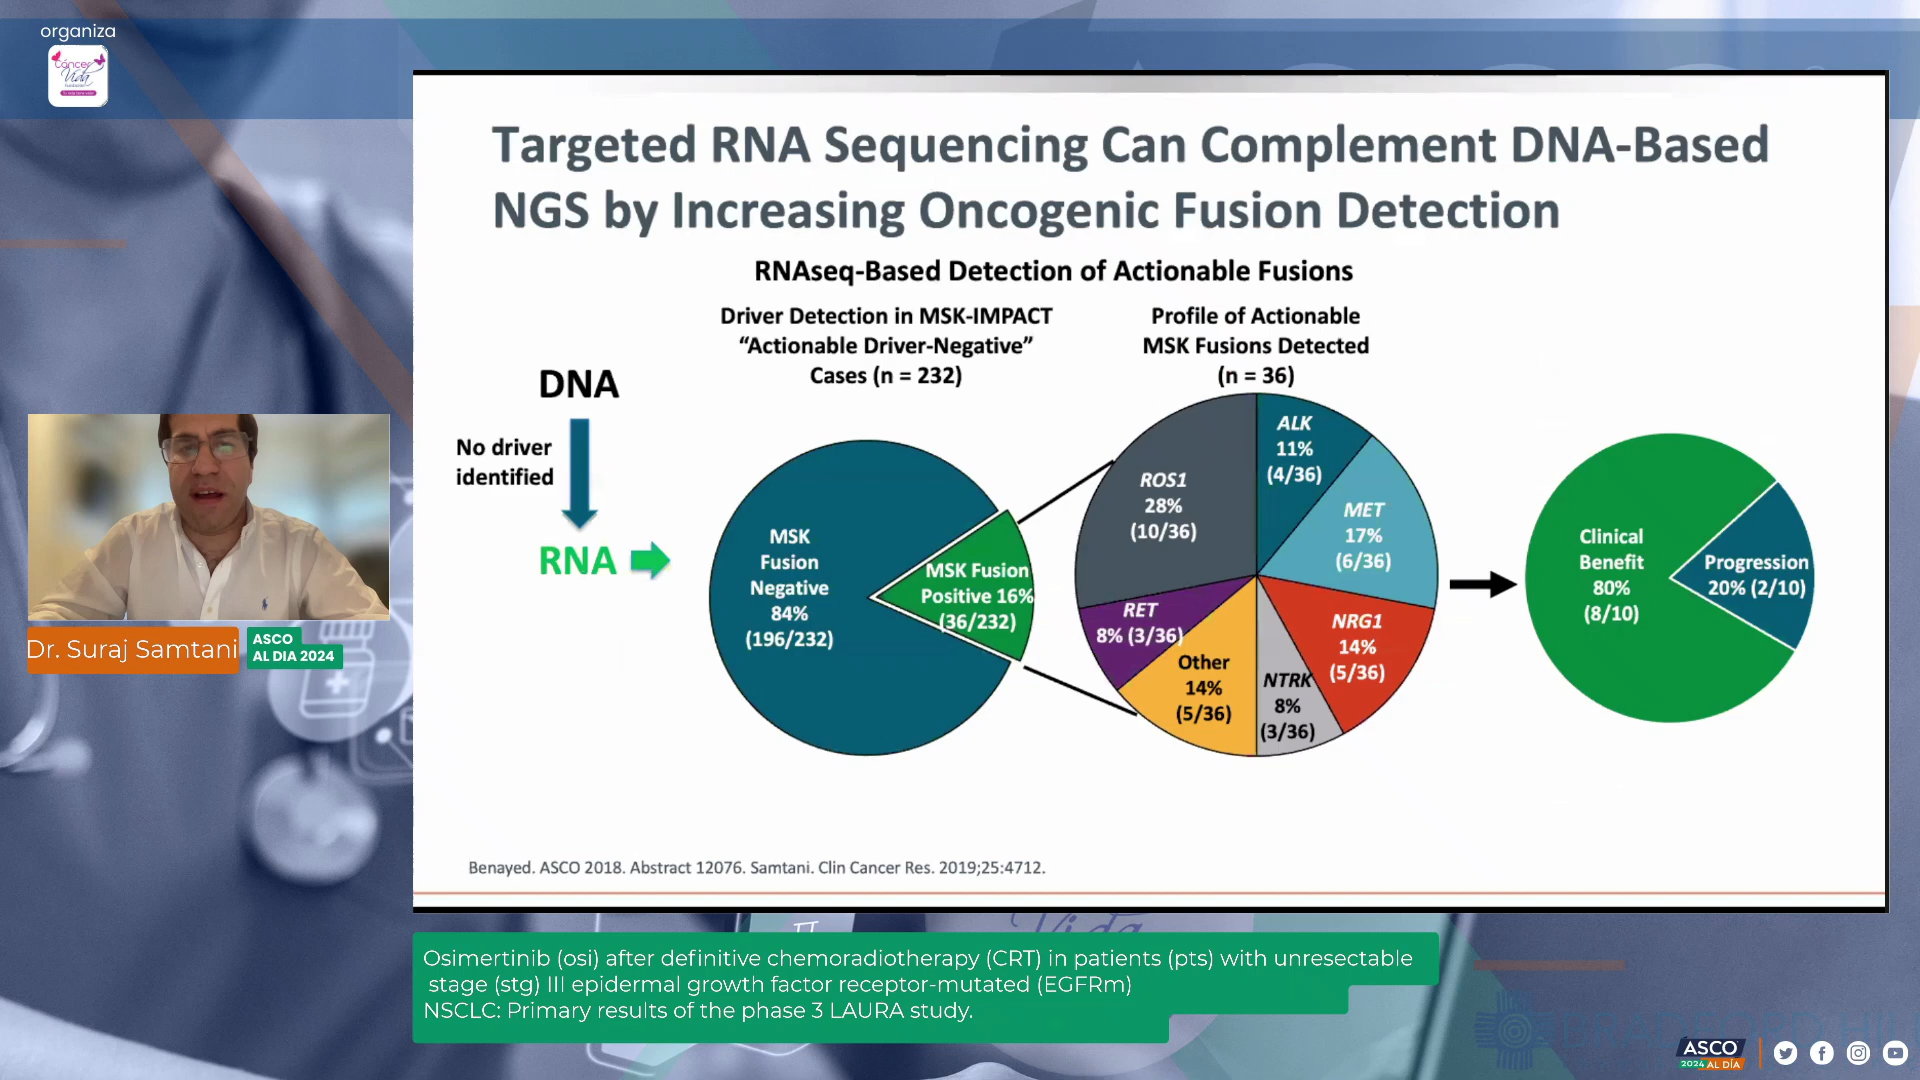 organiza
Cáncer
Vida
Targeted RNA Sequencing Can Complement DNA-Based
NGS by Increasing Oncogenic Fusion Detection
RNAseq-Based Detection of Actionable Fusions
Driver Detection in MSK-IMPACT
“Actionable Driver-Negative”
Cases (n = 232)
Profile of Actionable
MSK Fusions Detected
(n = 36)
DNA
No driver
identified
RNA
MSK
Fusion
Negative
84%
(196/232)
MSK Fusion
Positive 16%
(36/232)
ROS1
28%
(10/36)
ALK
11%
(4/36)
MET
17%
(6/36)
NRG1
14%
(5/36)
NTRK
8%
(3/36)
Other
14%
(5/36)
RET
8% (3/36)
Clinical
Benefit
80%
(8/10)
Progression
20% (2/10)
Dr. Suraj Samtani
ASCO
AL DIA 2024
Benayed. ASCO 2018. Abstract 12076. Samtani. Clin Cancer Res. 2019;25:4712.
Osimertinib (osi) after definitive chemoradiotherapy (CRT) in patients (pts) with unresectable
stage (stg) III epidermal growth factor receptor-mutated (EGFRm)
NSCLC: Primary results of the phase 3 LAURA study.
Vida
BRADFORD HILL
ASCO
2024 AL DÍA